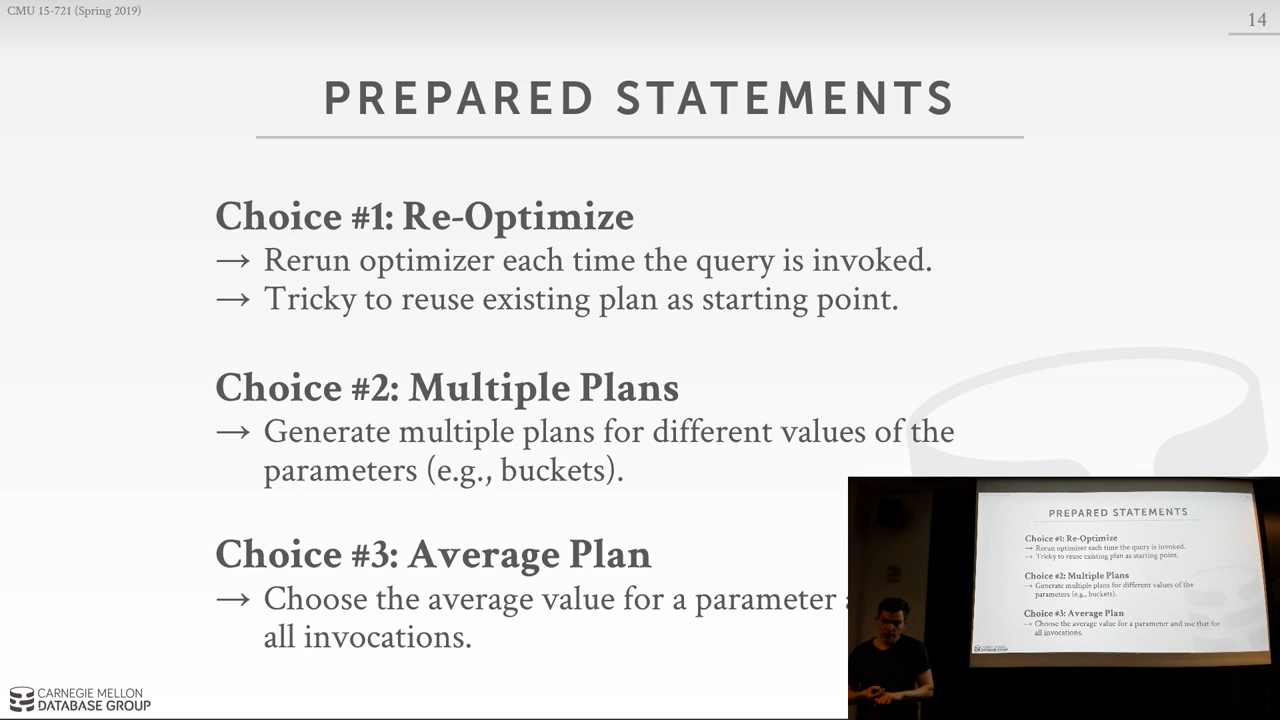 CMU 15-721 (Spring 2019)
14
PREPARED STATEMENTS
Choice #1: Re-Optimize
→ Rerun optimizer each time the query is invoked.
→ Tricky to reuse existing plan as starting point.
Choice #2: Multiple Plans
→ Generate multiple plans for different values of the
parameters (e.g., buckets).
Choice #3: Average Plan
→ Choose the average value for a parameter
all invocations.
CARNEGIE MELLON
DATABASE GROUP
PREPARED STATEMENTS
Choice #1: Re-Optimize
→ Rerun optimizer each time the query is invoked.
→ Tricky to reuse existing plan as starting point.
Choice #2: Multiple Plans
→ Generate multiple plans for different values of the
parameters (e.g., buckets).
Choice #3: Average Plan
→ Choose the average value for a parameter and use that for
all invocations.